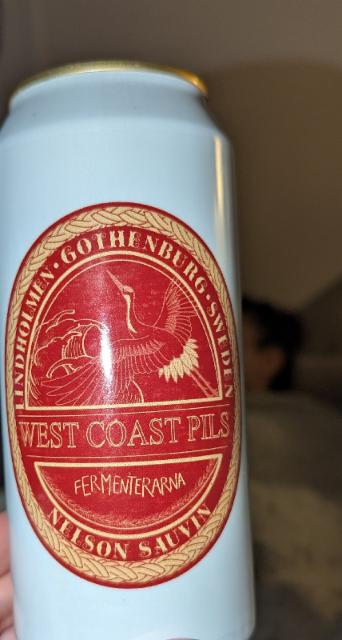 LINDHOLMEN · GOTHENBURG · SWEDEN
WEST COAST PILS
FERMENTERARNA
NELSON SAUVIN